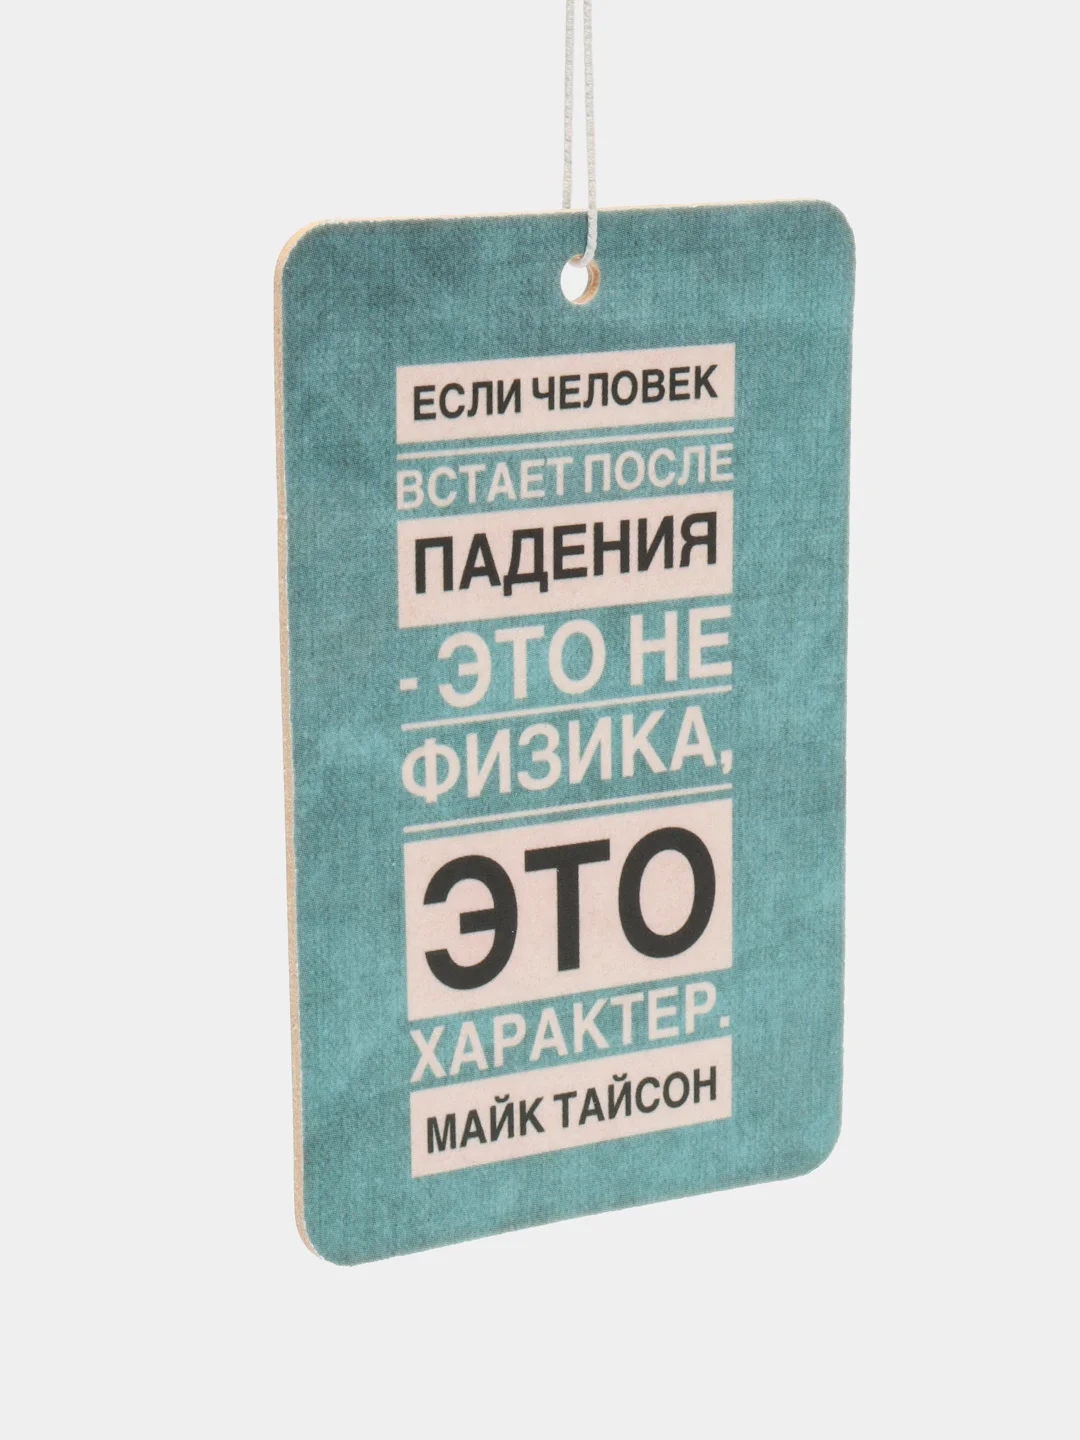 ЕСЛИ ЧЕЛОВЕК
ВСТАЕТ ПОСЛЕ
ПАДЕНИЯ
- ЭТО НЕ
ФИЗИКА,
ЭТО
ХАРАКТЕР.
МАЙК ТАЙСОН